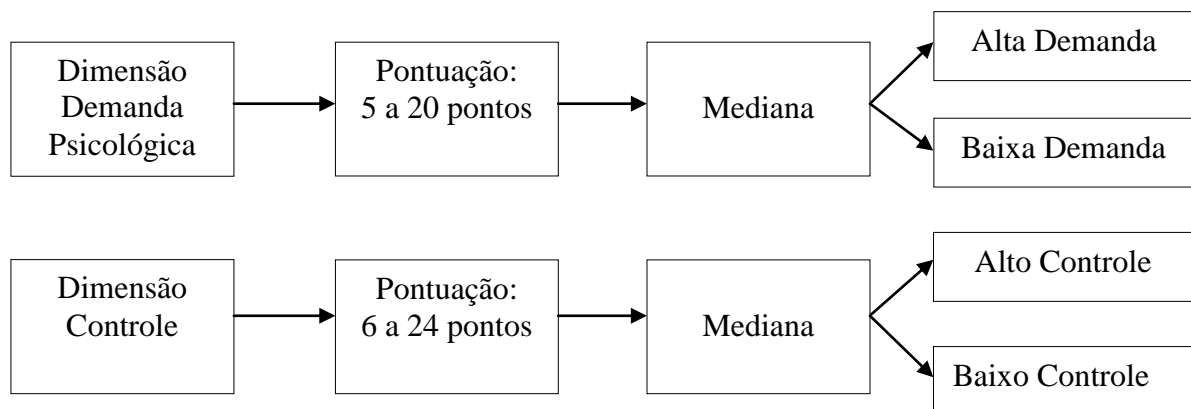 Dimensão
Demanda
Psicológica
Pontuação:
5 a 20 pontos
Mediana
Alta Demanda
Baixa Demanda
Dimensão
Controle
Pontuação:
6 a 24 pontos
Mediana
Alto Controle
Baixo Controle